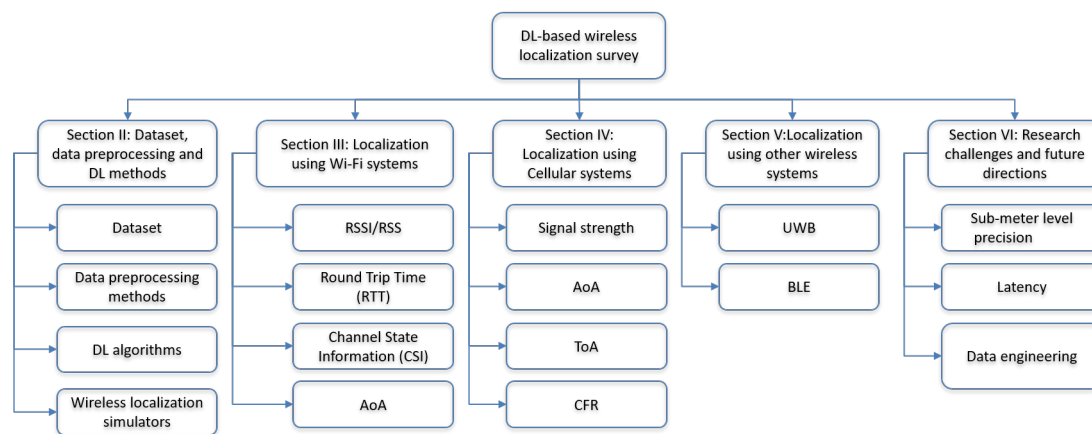 DL-based wireless
localization survey
Section II: Dataset,
data preprocessing and
DL methods
Dataset
Data preprocessing
methods
DL algorithms
Wireless localization
simulators
Section III: Localization
using Wi-Fi systems
RSSI/RSS
Round Trip Time
(RTT)
Channel State
Information (CSI)
AoA
Section IV:
Localization using
Cellular systems
Signal strength
AoA
ToA
CFR
Section V:Localization
using other wireless
systems
UWB
BLE
Section VI: Research
challenges and future
directions
Sub-meter level
precision
Latency
Data engineering